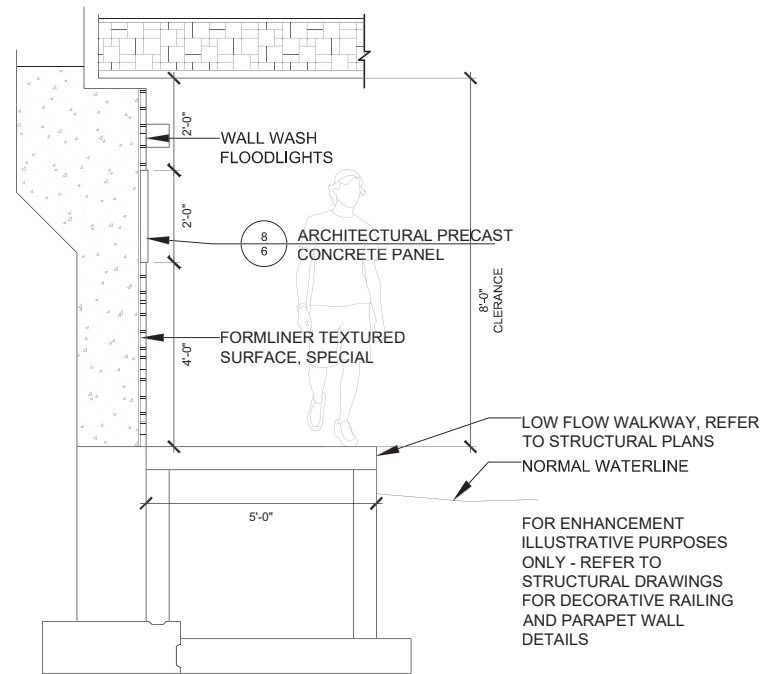 2'-0"
WALL WASH
FLOODLIGHTS
2'-0"
8
6
ARCHITECTURAL PRECAST
CONCRETE PANEL
8'-0"
CLERANCE
4'-0"
FORMLINER TEXTURED
SURFACE, SPECIAL
LOW FLOW WALKWAY, REFER
TO STRUCTURAL PLANS
NORMAL WATERLINE
5'-0"
FOR ENHANCEMENT
ILLUSTRATIVE PURPOSES
ONLY - REFER TO
STRUCTURAL DRAWINGS
FOR DECORATIVE RAILING
AND PARAPET WALL
DETAILS